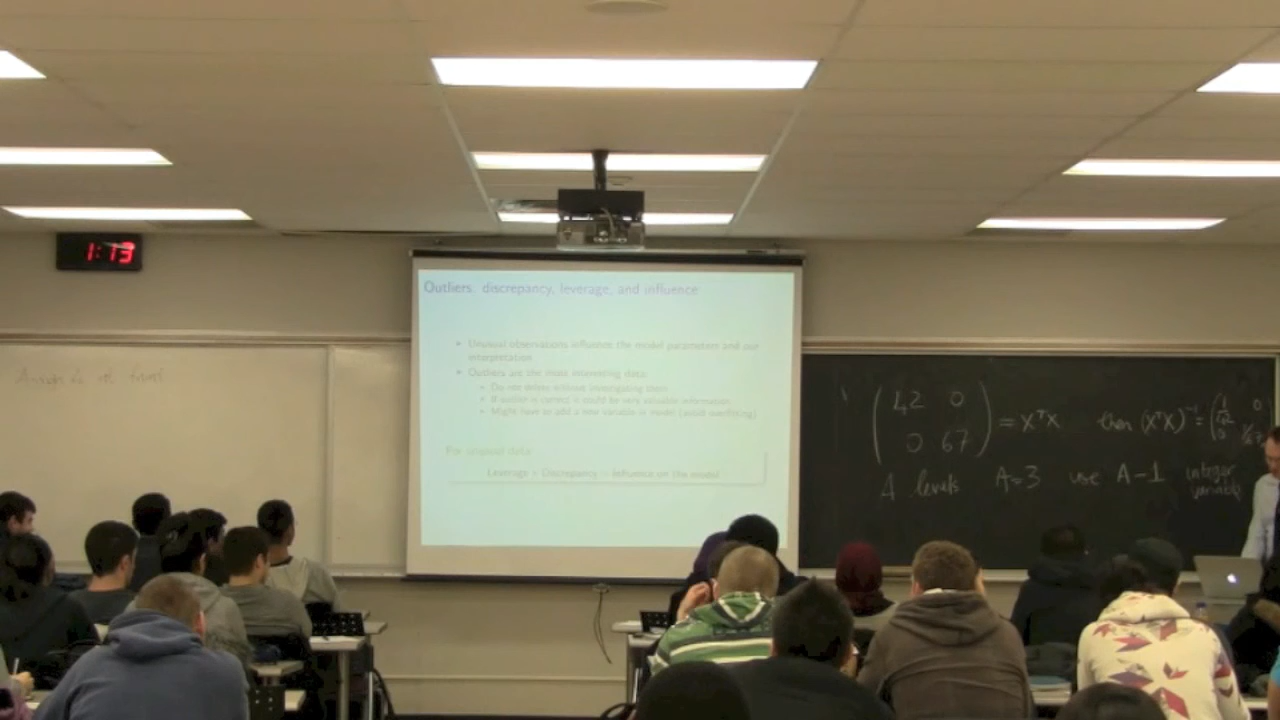 1:13
Outliers: discrepancy, leverage, and influence
• Unusual observations influence the model parameters and our
interpretation
• Outliers are the most interesting data:
• Do not delete without investigating them
• If outlier is correct it could be very valuable information
• Might have to add a new variable in model (avoid overfitting)
For unusual data:
Leverage × Discrepancy = Influence on the model
42 0
0 67
= XᵀX then (XᵀX)⁻¹ =
A levels A=3 use A-1 integer
variable